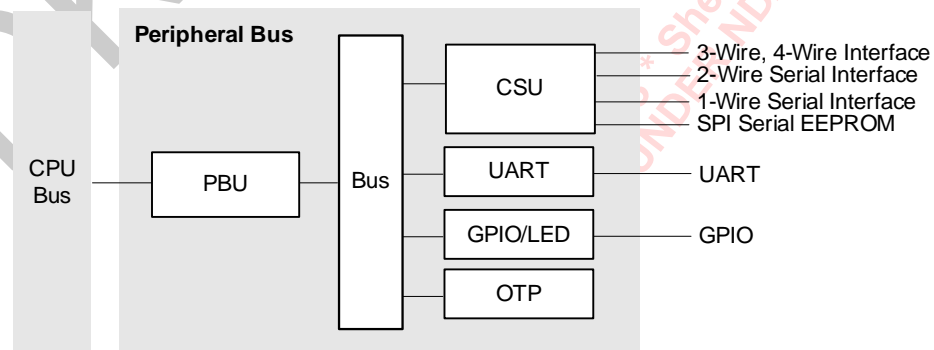 Peripheral Bus
3-Wire, 4-Wire Interface
2-Wire Serial Interface
1-Wire Serial Interface
SPI Serial EEPROM
CSU
CPU
Bus
PBU
Bus
UART
UART
GPIO/LED
GPIO
OTP